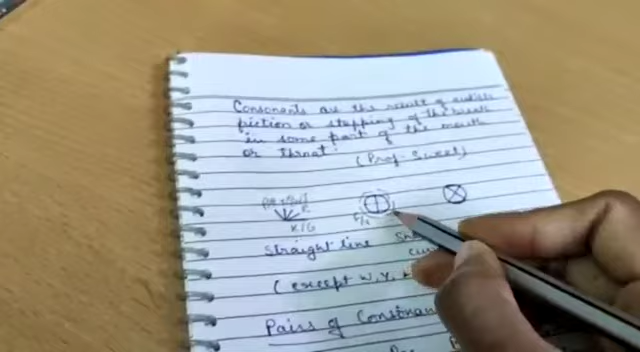 Consonants are the result of audible
friction or stopping of the breath
in some part of the mouth
or throat.
(Prof. Sweet)
K/G
Straight line
(except W, Y,
Pairs of Consonan